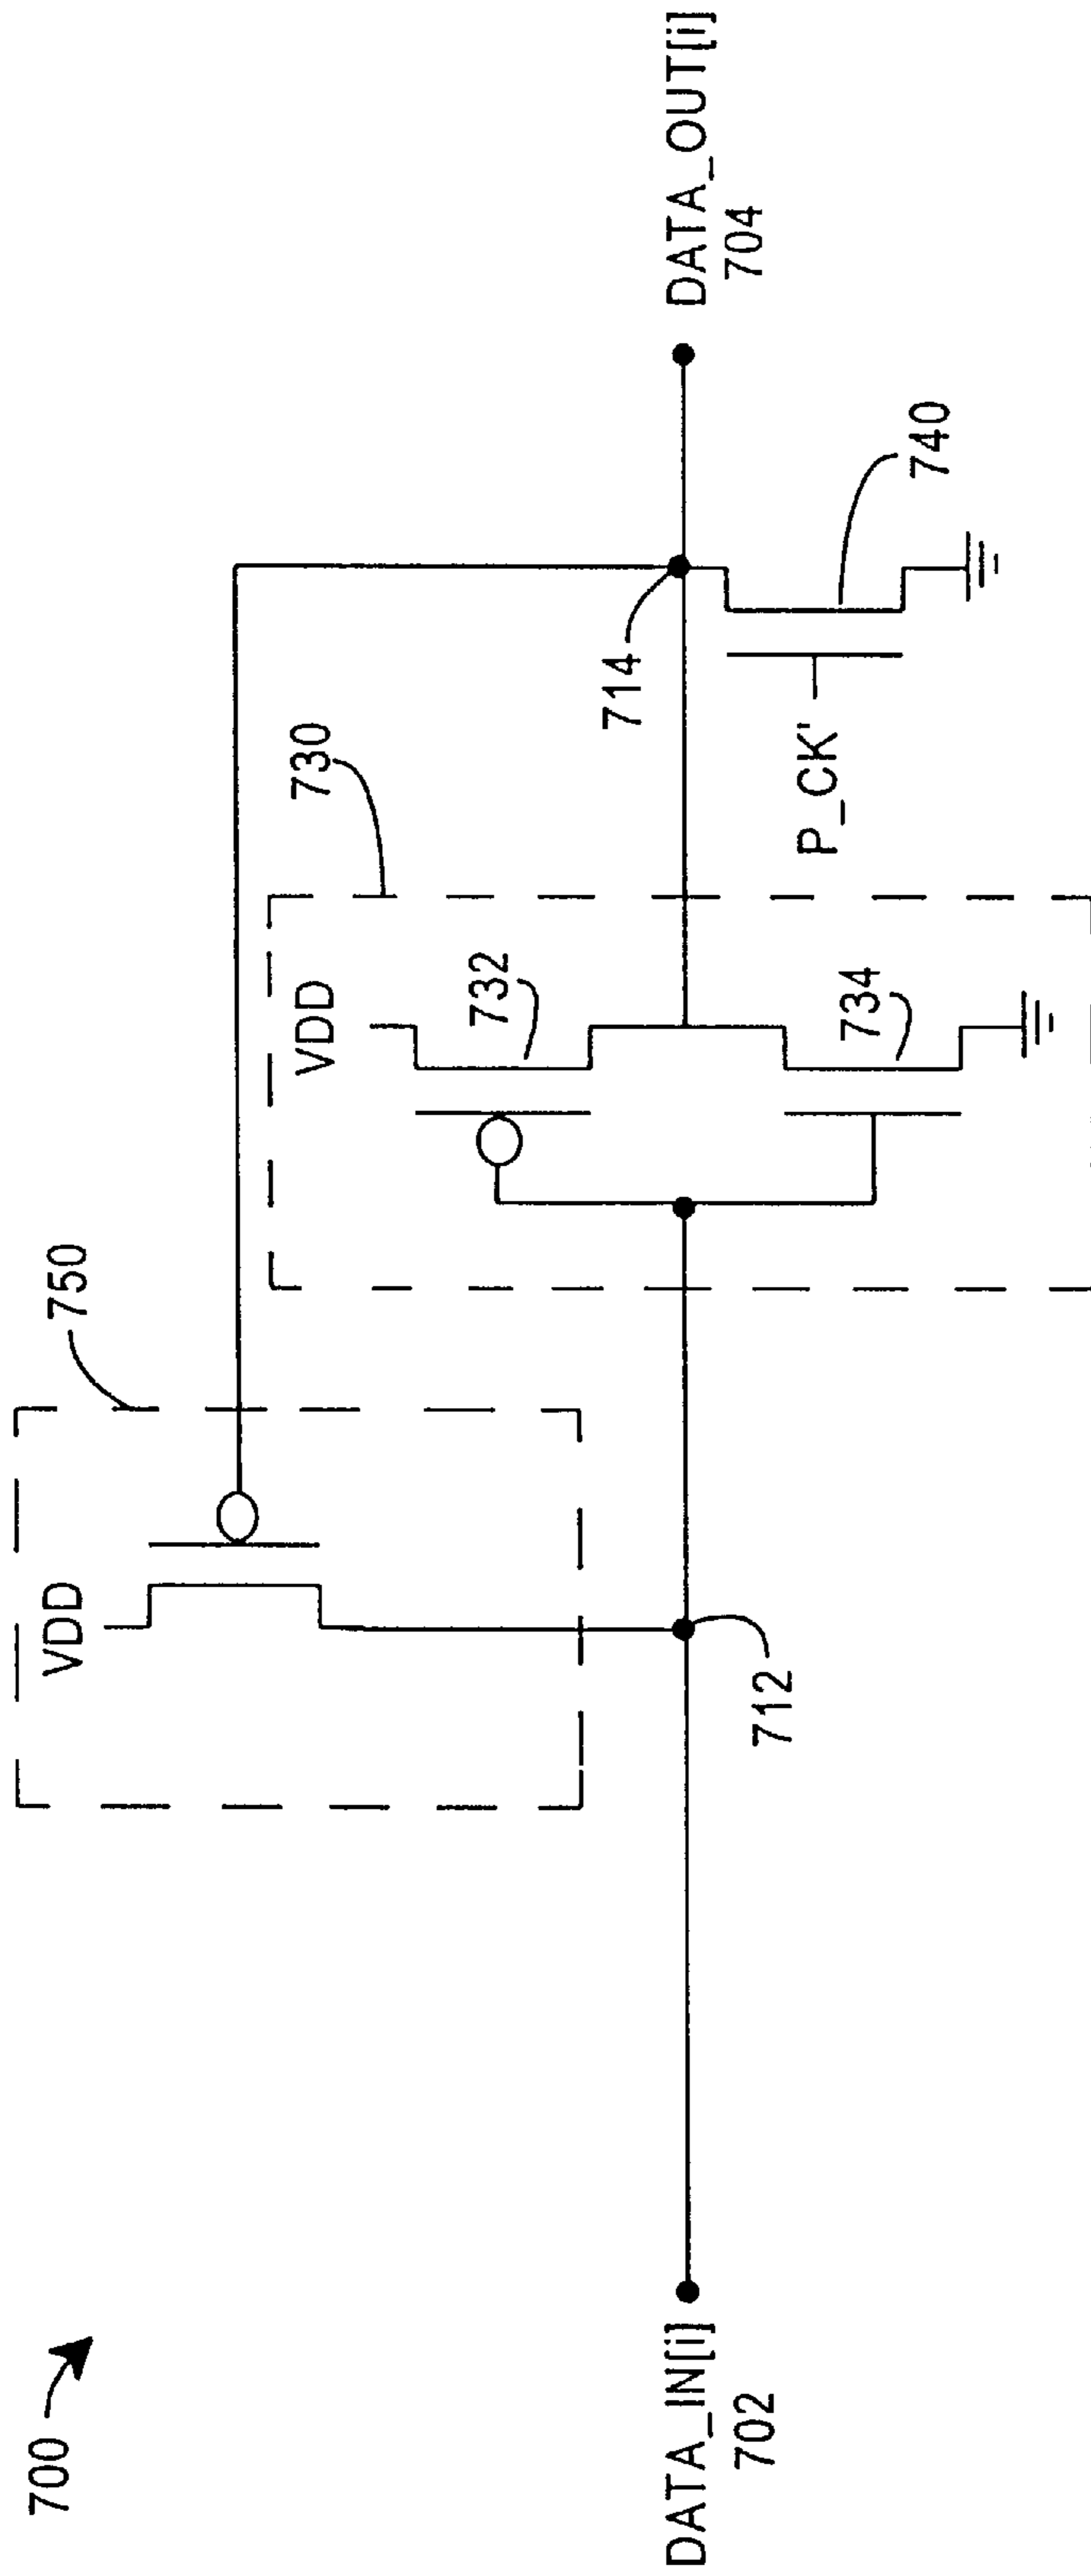 700
750
VDD
730
VDD
732
734
714
740
P_CK'
712
DATA_IN[i]
702
DATA_OUT[i]
704